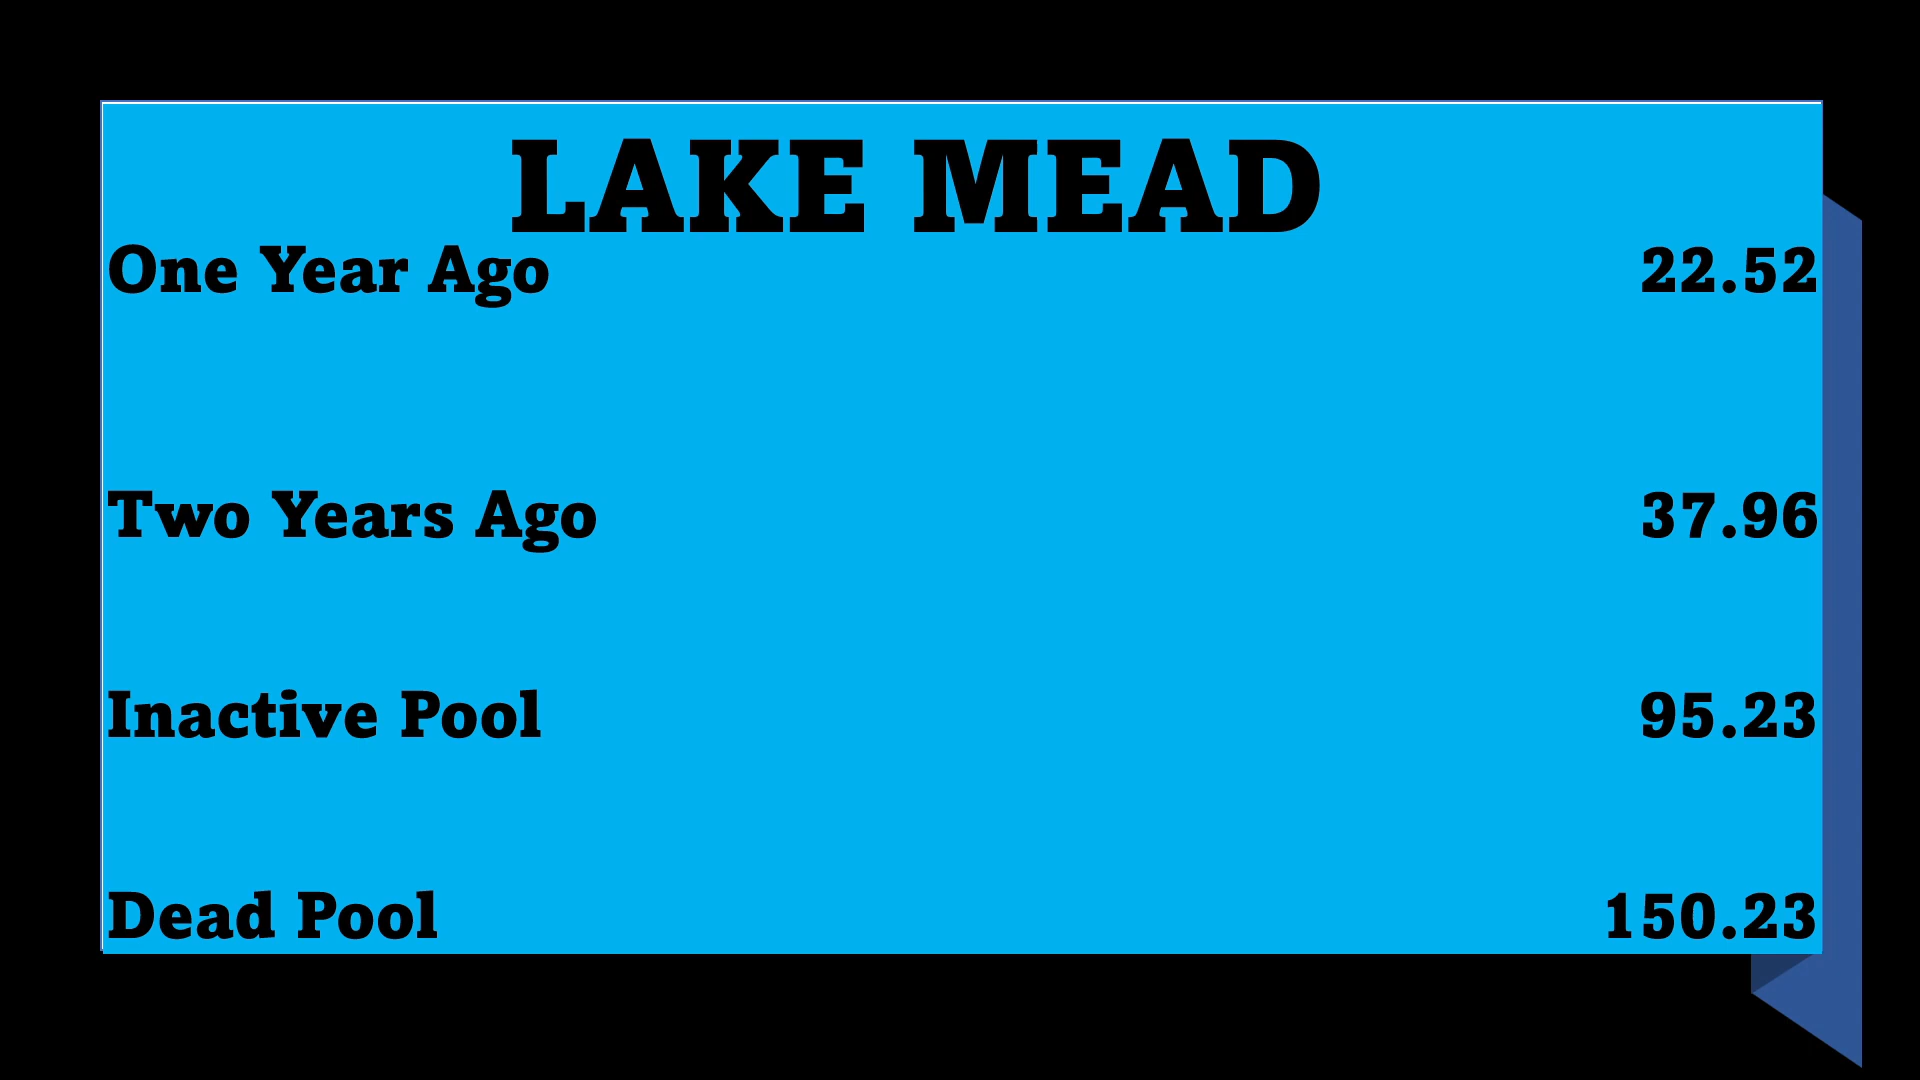 LAKE MEAD
One Year Ago 22.52
Two Years Ago 37.96
Inactive Pool 95.23
Dead Pool 150.23